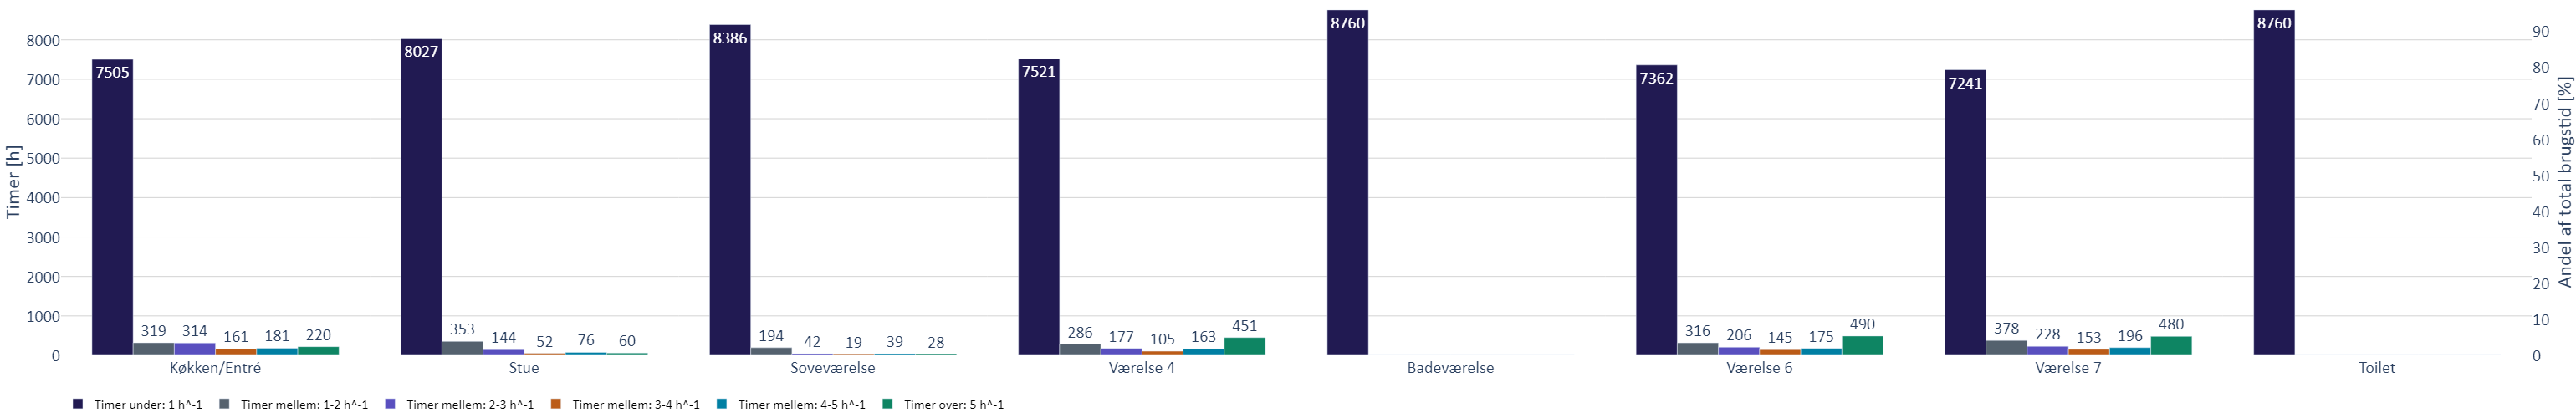 Timer [h]
8000
7000
6000
5000
4000
3000
2000
1000
0
7505 319 314 161 181 220
8027 353 144 52 76 60
8386 194 42 19 39 28
7521 286 177 105 163 451
8760
7362 316 206 145 175 490
7241 378 228 153 196 480
8760
90
80
70
60
50
40
30
20
10
0
Andel af total brugstid [%]
Køkken/Entré Stue Soveværelse Værelse 4 Badeværelse Værelse 6 Værelse 7 Toilet
Timer under: 1 h^-1 Timer mellem: 1-2 h^-1 Timer mellem: 2-3 h^-1 Timer mellem: 3-4 h^-1 Timer mellem: 4-5 h^-1 Timer over: 5 h^-1